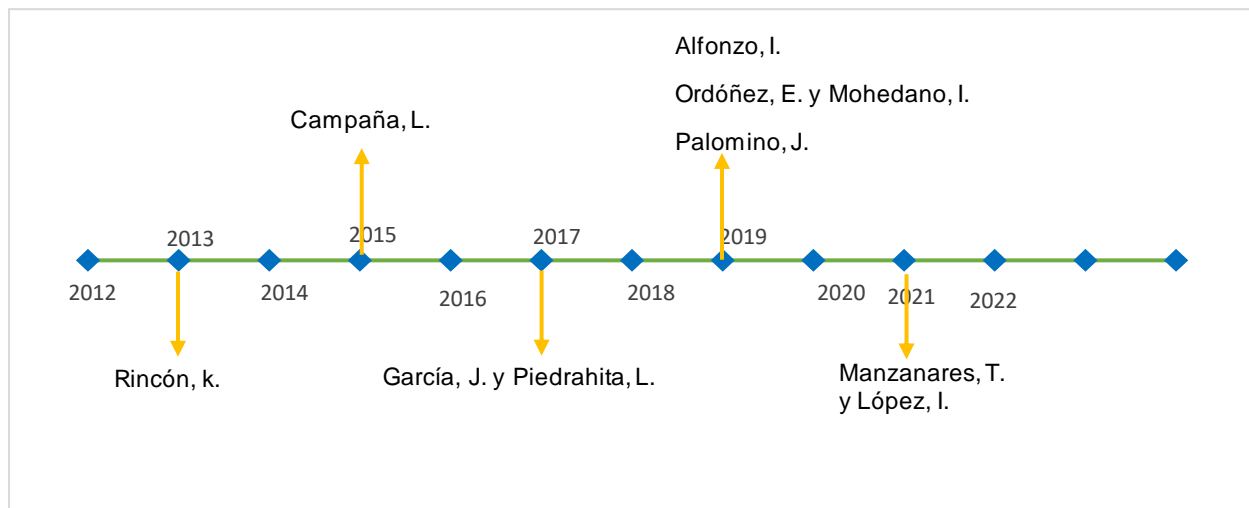 Alfonzo, I.
Ordóñez, E. y Mohedano, I.
Palomino, J.
Campaña, L.
2013
2015
2017
2019
2012
2014
2016
2018
2020
2021
2022
Rincón, k.
García, J. y Piedrahita, L.
Manzanares, T.
y López, I.